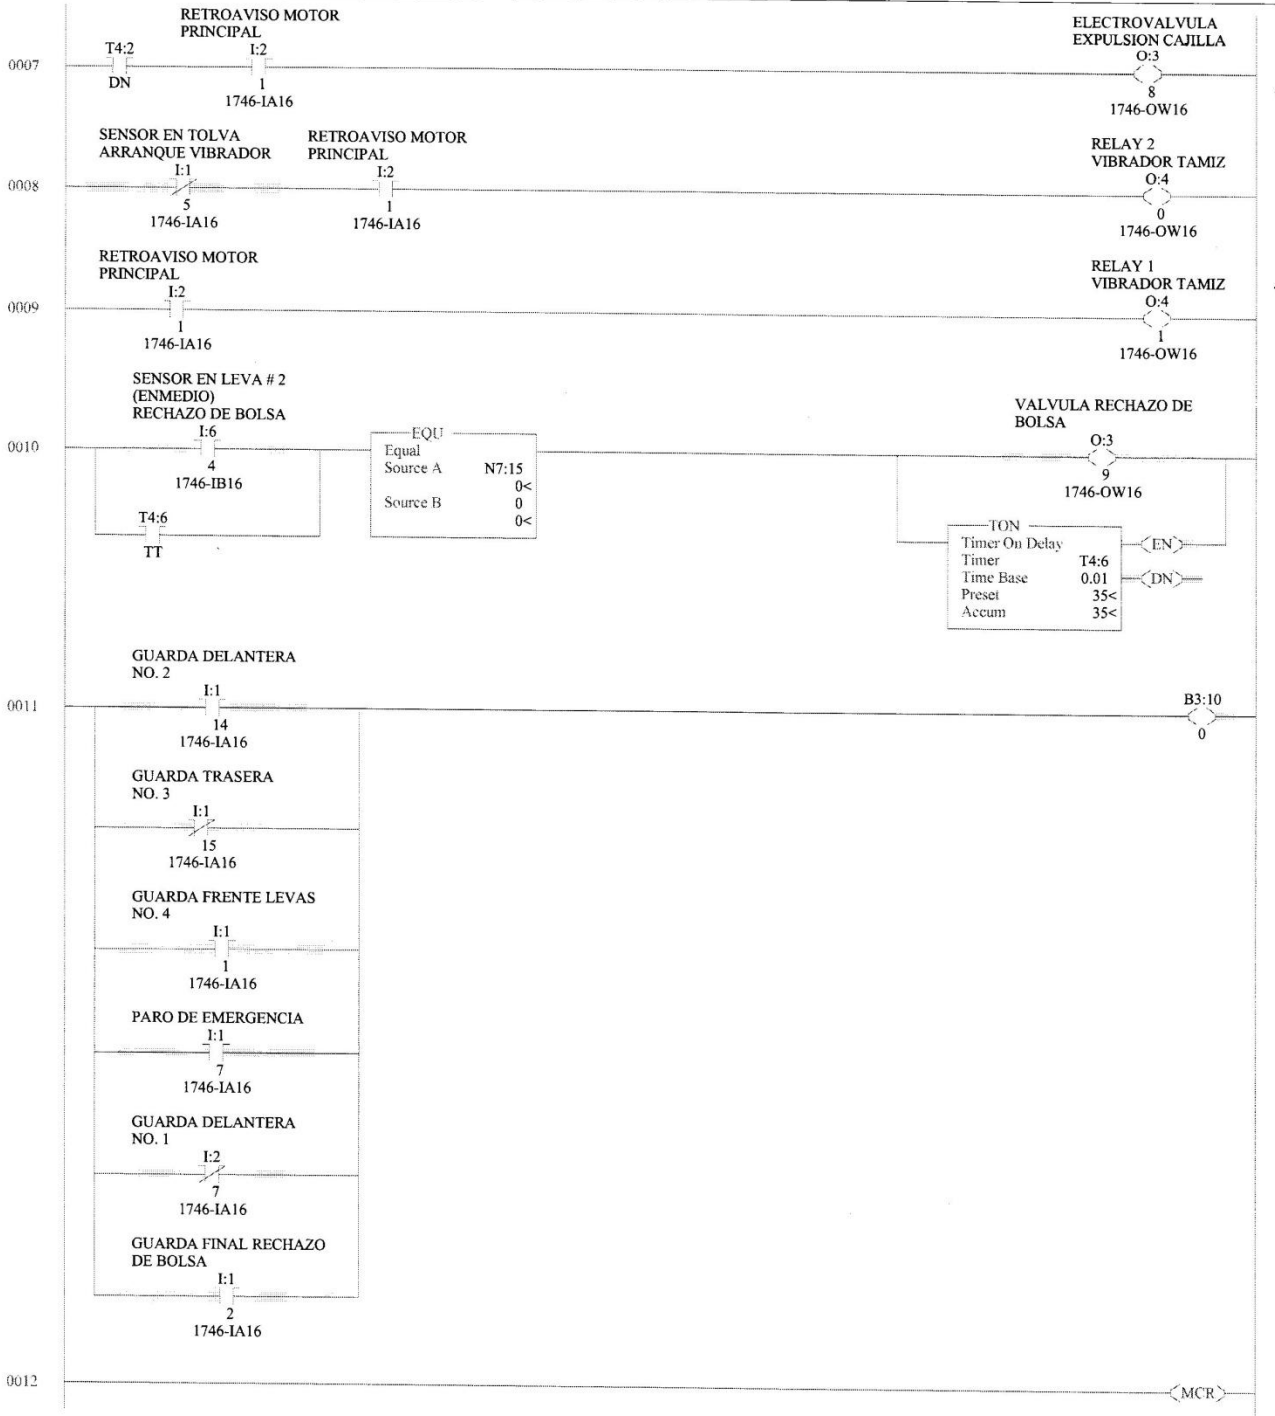 RETROAVISO MOTOR
PRINCIPAL
ELECTROVALVULA
EXPULSION CAJILLA
T4:2
I:2
O:3
0007
DN
1
8
1746-IA16
1746-OW16
SENSOR EN TOLVA
ARRANQUE VIBRADOR
RETROAVISO MOTOR
PRINCIPAL
RELAY 2
VIBRADOR TAMIZ
I:1
I:2
O:4
0008
5
1
0
1746-IA16
1746-IA16
1746-OW16
RETROAVISO MOTOR
PRINCIPAL
RELAY 1
VIBRADOR TAMIZ
I:2
O:4
0009
1
1
1746-IA16
1746-OW16
SENSOR EN LEVA # 2
(ENMEDIO)
RECHAZO DE BOLSA
VALVULA RECHAZO DE
BOLSA
I:6
O:3
0010
4
9
1746-IB16
1746-OW16
EQU
Equal
Source A N7:15
0<
Source B 0
0<
T4:6
TT
TON
Timer On Delay
Timer T4:6
Time Base 0.01
Preset 35<
Accum 35<
EN
DN
GUARDA DELANTERA
NO. 2
I:1
B3:10
0011
14
0
1746-IA16
GUARDA TRASERA
NO. 3
I:1
15
1746-IA16
GUARDA FRENTE LEVAS
NO. 4
I:1
1
1746-IA16
PARO DE EMERGENCIA
I:1
7
1746-IA16
GUARDA DELANTERA
NO. 1
I:2
7
1746-IA16
GUARDA FINAL RECHAZO
DE BOLSA
I:1
2
1746-IA16
0012
MCR